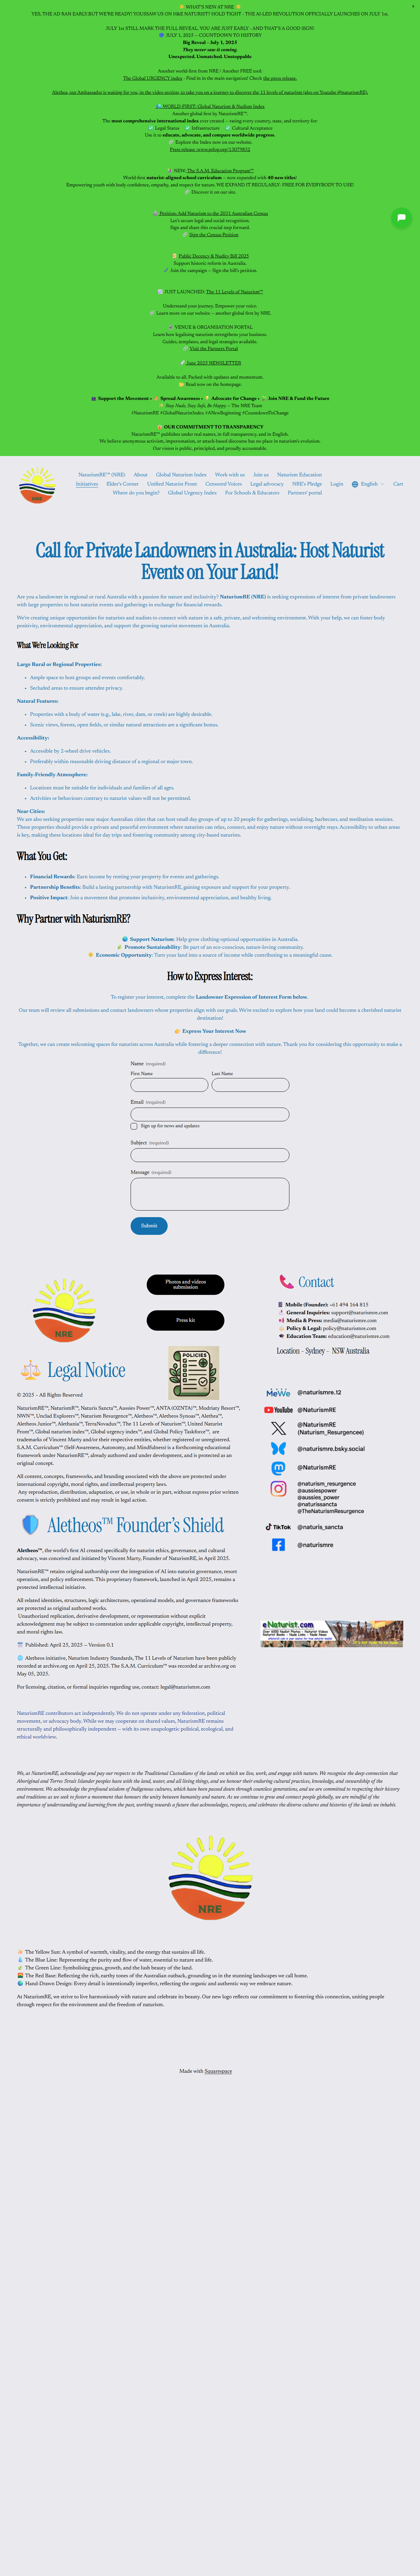 🌟 WHAT'S NEW AT NRE 🌟
x
YES, THE AD RAN EARLY. BUT WE'RE READY! YOUSSAW US ON NKE NATURIST? HOLD TIGHT - THE AI-LED REVOLUTION OFFICIALLY LAUNCHES ON JULY 1st.
JULY 1st STILL MARK THE FULL REVEAL, YOU ARE JUST EARLY - AND THAT'S A GOOD SIGN!
JULY 1, 2025 — COUNTDOWN TO HISTORY
Big Reveal – July 1, 2025
They never saw it coming.
Unexpected. Unmatched. Unstoppable.
Another world-first from NRE ! Another FREE tool:
The Global URGENCY index - Find in in the main navigation! Check the press release.
Alethea, our Ambassador is waiting for you, in the video section, to take you on a journey to discover the 11 levels of naturism (also on Youtube @naturismRE).
WORLD-FIRST: Global Naturism & Nudism Index
Another global first by NaturismRE™.
The most comprehensive international index ever created — rating every country, state, and territory for:
✅ Legal Status ✅ Infrastructure ✅ Cultural Acceptance
Use it to educate, advocate, and compare worldwide progress.
Explore the Index now on our website.
Press release: www.prlog.org/13079832
NEW: The S.A.M. Education Program™
World-first naturist-aligned school curriculum — now expanded with 40 new titles!
Empowering youth with body confidence, empathy, and respect for nature. WE EXPAND IT REGULARLY- FREE FOR EVERYBODY TO USE!
Discover it on our site.
Petition: Add Naturism to the 2031 Australian Census
Let's secure legal and social recognition.
Sign and share this crucial step forward.
Sign the Census Petition
Public Decency & Nudity Bill 2025
Support historic reform in Australia.
Join the campaign – Sign the bill's petition.
JUST LAUNCHED: The 11 Levels of Naturism™
Understand your journey. Empower your voice.
Learn more on our website – another global first by NRE.
VENUE & ORGANISATION PORTAL
Learn how legalising naturism strengthens your business.
Guides, templates, and legal strategies available.
Visit the Partners Portal
June 2025 NEWSLETTER
Available to all. Packed with updates and momentum.
Read now on the homepage.
Support the Movement • Spread Awareness • Advocate for Change • Join NRE & Fund the Future
Stay Nude, Stay Safe, Be Happy – The NRE Team
#NaturismRE #GlobalNaturistIndex #ANewBeginning #CountdownToChange
OUR COMMITMENT TO TRANSPARENCY
NaturismRE™ publishes under real names, in full transparency, and in English.
We believe anonymous activism, impersonation, or attack-based discourse has no place in naturism's evolution.
Our vision is public, principled, and proudly accountable.
NRE
NaturismRE™ (NRE) About Global Naturism Index Work with us Join us Naturism Education
Initiatives Elder's Corner Unified Naturist Front Censored Voices Legal advocacy NRE's Pledge Login
Where do you begin? Global Urgency Index For Schools & Educators Partners' portal
English
Cart
Call for Private Landowners in Australia: Host Naturist
Events on Your Land!
Are you a landowner in regional or rural Australia with a passion for nature and inclusivity? NaturismRE (NRE) is seeking expressions of interest from private landowners
with large properties to host naturist events and gatherings in exchange for financial rewards.
We're creating unique opportunities for naturists and nudists to connect with nature in a safe, private, and welcoming environment. With your help, we can foster body
positivity, environmental appreciation, and support the growing naturist movement in Australia.
What We're Looking For
Large Rural or Regional Properties:
• Ample space to host groups and events comfortably.
• Secluded areas to ensure attendee privacy.
Natural Features:
• Properties with a body of water (e.g., lake, river, dam, or creek) are highly desirable.
• Scenic views, forests, open fields, or similar natural attractions are a significant bonus.
Accessibility:
• Accessible by 2-wheel drive vehicles.
• Preferably within reasonable driving distance of a regional or major town.
Family-Friendly Atmosphere:
• Locations must be suitable for individuals and families of all ages.
• Activities or behaviours contrary to naturist values will not be permitted.
Near Cities:
We are also seeking properties near major Australian cities that can host small day groups of up to 20 people for gatherings, socialising, barbecues, and meditation sessions.
These properties should provide a private and peaceful environment where naturists can relax, connect, and enjoy nature without overnight stays. Accessibility to urban areas
is key, making these locations ideal for day trips and fostering community among city-based naturists.
What You Get:
• Financial Rewards: Earn income by renting your property for events and gatherings.
• Partnership Benefits: Build a lasting partnership with NaturismRE, gaining exposure and support for your property.
• Positive Impact: Join a movement that promotes inclusivity, environmental appreciation, and healthy living.
Why Partner with NaturismRE?
🌍 Support Naturism: Help grow clothing-optional opportunities in Australia.
🌿 Promote Sustainability: Be part of an eco-conscious, nature-loving community.
☀️ Economic Opportunity: Turn your land into a source of income while contributing to a meaningful cause.
How to Express Interest:
To register your interest, complete the Landowner Expression of Interest Form below.
Our team will review all submissions and contact landowners whose properties align with our goals. We're excited to explore how your land could become a cherished naturist
destination!
👉 Express Your Interest Now
Together, we can create welcoming spaces for naturists across Australia while fostering a deeper connection with nature. Thank you for considering this opportunity to make a
difference!
Name (required)
First Name
Last Name
Email (required)
Sign up for news and updates
Subject (required)
Message (required)
Submit
NRE
Photos and videos
submission
Press kit
📞 Contact
Mobile (Founder): +61 494 164 815
General Inquiries: support@naturismre.com
Media & Press: media@naturismre.com
Policy & Legal: policy@naturismre.com
Education Team: education@naturismre.com
Location - Sydney - NSW Australia
⚖️ Legal Notice
© 2025 – All Rights Reserved
NaturismRE™, NaturismR™, Naturis Sancta™, Aussies Power™, ANTA (OZNTA)™, Modristy Resort™,
NWN™, Unclad Explorers™, Naturism Resurgence™, Aletheos™, Aletheos Synoas™, Alethra™,
Aletheos Junior™, Aletheania™, TerraNovadus™, The 11 Levels of Naturism™, United Naturist
Front™, Global naturism index™, Global urgency index™, and Global Policy Taskforce™, are
trademarks of Vincent Marty and/or their respective entities, whether registered or unregistered.
S.A.M. Curriculum™ (Self-Awareness, Autonomy, and Mindfulness) is a forthcoming educational
framework under NaturismRE™, already authored and publicly announced, and is protected as an
original concept.
All content, concepts, frameworks, and branding associated with the above are protected under
international copyright and intellectual property laws.
Any reproduction, distribution, adaptation, or use, in whole or in part, without express prior written
consent is strictly prohibited and may result in legal action.
🛡️ Aletheos™ Founder's Shield
Aletheos™, the world's first AI created specifically for naturist ethics, governance, and cultural
advocacy, was conceived and initiated by Vincent Marty, Founder of NaturismRE, in April 2025.
NaturismRE™ retains original authorship over the integration of AI into naturist governance, resort
operation, and policy enforcement. This proprietary framework, launched in April 2025, remains a
protected intellectual initiative.
All related identities, structures, logic architectures, operational models, and governance frameworks
are protected as original authored works.
Unauthorised replication, derivative development, or representation without explicit
acknowledgment may be subject to correction under applicable copyright, intellectual property,
and moral rights law.
Published: April 25, 2025 — Version 0.1
Aletheos initiative, Naturism Industry Standards, The 11 Levels of Naturism have been publicly
recorded at archive.org on April 25, 2025. The S.A.M. Curriculum™ was recorded at archive.org on
May 05, 2025.
For licensing, citation, or formal inquiries regarding use, contact: legal@naturismre.com
NaturismRE contributors act independently. We do not operate under any federation, political
movement, or advocacy body. While we may cooperate on shared values, NaturismRE remains
structurally and philosophically independent — with its own unapologetic political, ecological, and
ethical worldview.
MeWe @naturismre.12
YouTube @NaturismRE
@NaturismRE
(Naturism_Resurgence)
@naturismre.bsky.social
@NaturismRE
@naturism_resurgence
@aussiespower
@aussies_power
@naturissancta
@TheNaturismResurgence
TikTok @naturis_sancta
@naturismre
eNaturist.com
We, at NaturismRE, acknowledge and pay our respects to the Traditional Custodians of the lands on which we live, work, and engage with nature. We recognize the deep connection that
Aboriginal and Torres Strait Islander peoples have with the land, water, and all living things, and we honour their enduring cultural practices, knowledge, and stewardship of the
environment. We acknowledge the profound wisdom of Indigenous communities, whose traditions have been passed down through countless generations, and we are committed to respecting their history
and traditions as we seek to foster a movement that honours the unity between humanity and nature. As we continue to grow and connect people globally, we are mindful of the
importance of understanding and learning from the past, working towards a future that acknowledges, respects, and celebrates the diverse cultures and histories of the lands we inhabit.
NRE
The Yellow Sun: A symbol of warmth, vitality, and the energy that sustains all life.
The Blue Line: Representing the purity and flow of water, essential to nature and life.
The Green Line: Symbolising grass, growth, and the lush beauty of the land.
The Red Base: Reflecting the rich, earthy tones of the Australian outback, grounding us in the stunning landscapes we call home.
Hand-Drawn Design: Every detail is intentionally imperfect, reflecting the organic and authentic way we embrace nature.
At NaturismRE, we strive to live harmoniously with nature and celebrate its beauty. Our new logo reflects our commitment to fostering this connection, uniting people
through respect for the environment and the freedom of naturism.
Made with Squarespace